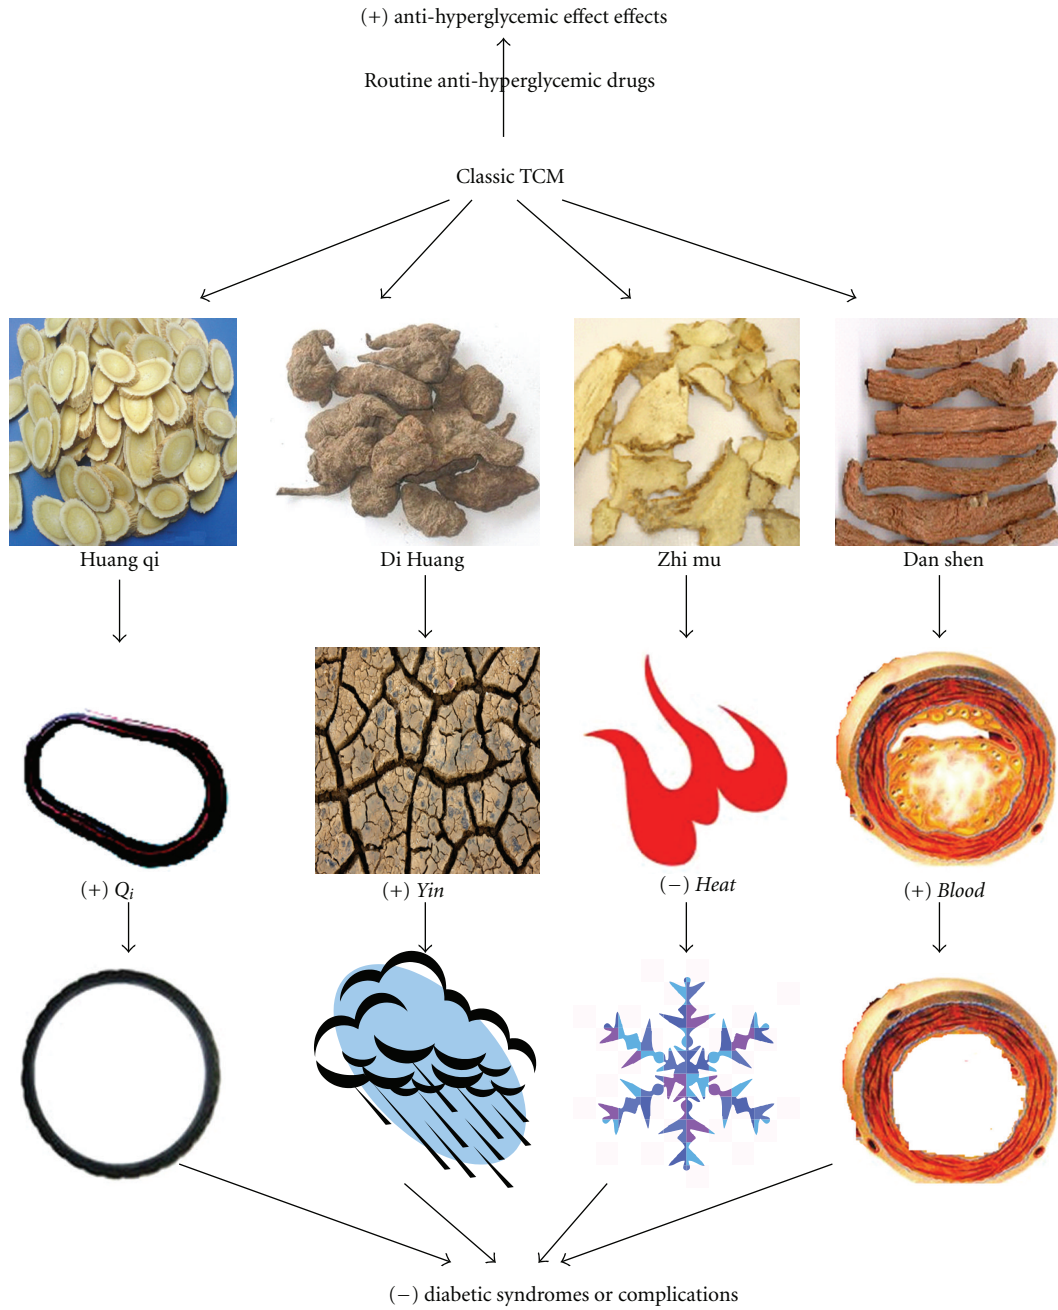 (+) anti-hyperglycemic effect effects
Routine anti-hyperglycemic drugs
Classic TCM
Huang qi
Di Huang
Zhi mu
Dan shen
(+) Qi
(+) Yin
(−) Heat
(+) Blood
(−) diabetic syndromes or complications